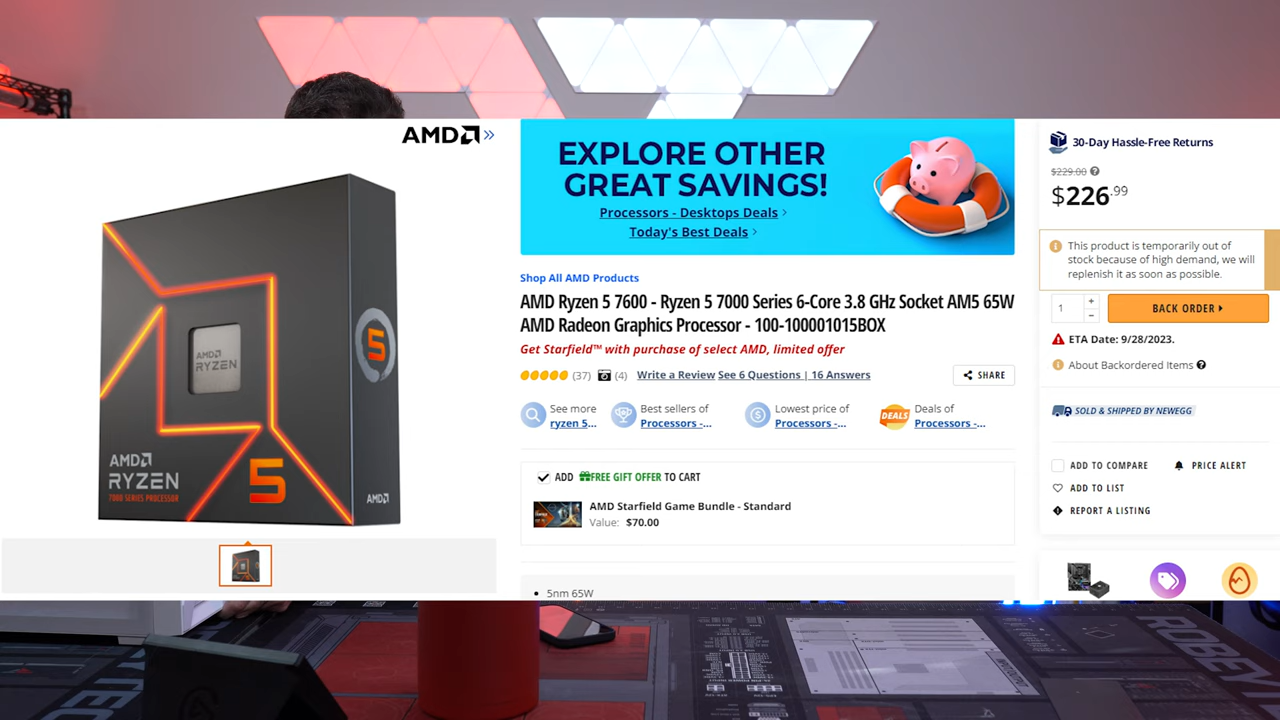 AMD
EXPLORE OTHER
GREAT SAVINGS!
Processors - Desktops Deals
Today's Best Deals
Shop All AMD Products
AMD Ryzen 5 7600 - Ryzen 5 7000 Series 6-Core 3.8 GHz Socket AM5 65W
AMD Radeon Graphics Processor - 100-100001015BOX
Get Starfield™ with purchase of select AMD, limited offer
(37) (4) Write a Review See 6 Questions | 16 Answers
SHARE
See more
ryzen 5...
Best sellers of
Processors -...
Lowest price of
Processors -...
DEALS
Deals of
Processors -...
ADD FREE GIFT OFFER TO CART
AMD Starfield Game Bundle - Standard
Value: $70.00
5nm 65W
AMD
RYZEN
5
AMD
RYZEN
7000 SERIES PROCESSOR
5
AMD
30-Day Hassle-Free Returns
$229.00
$226.99
This product is temporarily out of
stock because of high demand, we will
replenish it as soon as possible.
1
+
-
BACK ORDER
ETA Date: 9/28/2023.
About Backordered Items
SOLD & SHIPPED BY NEWEGG
ADD TO COMPARE
PRICE ALERT
ADD TO LIST
REPORT A LISTING